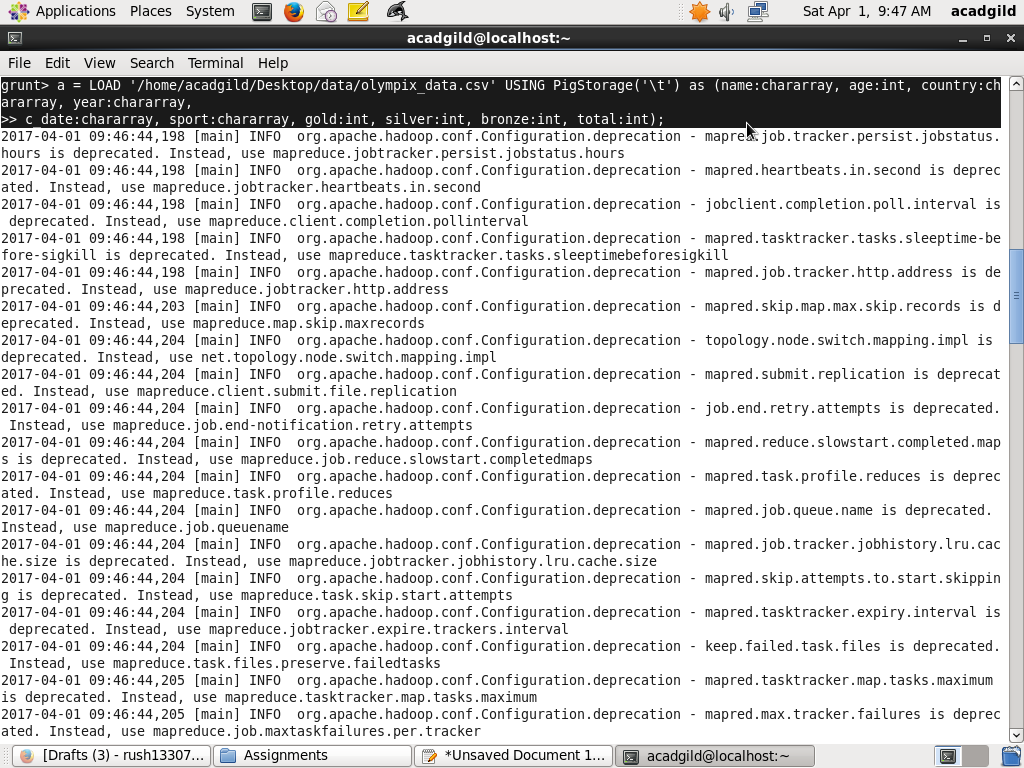 Applications Places System Sat Apr 1, 9:47 AM acadgild
acadgild@localhost:~
File Edit View Search Terminal Help
grunt> a = LOAD '/home/acadgild/Desktop/data/olympix_data.csv' USING PigStorage('\t') as (name:chararray, age:int, country:ch
ararray, year:chararray,
>> c_date:chararray, sport:chararray, gold:int, silver:int, bronze:int, total:int);
2017-04-01 09:46:44,198 [main] INFO  org.apache.hadoop.conf.Configuration.deprecation - mapred.job.tracker.persist.jobstatus.
hours is deprecated. Instead, use mapreduce.jobtracker.persist.jobstatus.hours
2017-04-01 09:46:44,198 [main] INFO  org.apache.hadoop.conf.Configuration.deprecation - mapred.heartbeats.in.second is deprec
ated. Instead, use mapreduce.jobtracker.heartbeats.in.second
2017-04-01 09:46:44,198 [main] INFO  org.apache.hadoop.conf.Configuration.deprecation - jobclient.completion.poll.interval is
 deprecated. Instead, use mapreduce.client.completion.pollinterval
2017-04-01 09:46:44,198 [main] INFO  org.apache.hadoop.conf.Configuration.deprecation - mapred.tasktracker.tasks.sleeptime-be
fore-sigkill is deprecated. Instead, use mapreduce.tasktracker.tasks.sleeptimebeforesigkill
2017-04-01 09:46:44,198 [main] INFO  org.apache.hadoop.conf.Configuration.deprecation - mapred.job.tracker.http.address is de
precated. Instead, use mapreduce.jobtracker.http.address
2017-04-01 09:46:44,203 [main] INFO  org.apache.hadoop.conf.Configuration.deprecation - mapred.skip.map.max.skip.records is d
eprecated. Instead, use mapreduce.map.skip.maxrecords
2017-04-01 09:46:44,204 [main] INFO  org.apache.hadoop.conf.Configuration.deprecation - topology.node.switch.mapping.impl is
deprecated. Instead, use net.topology.node.switch.mapping.impl
2017-04-01 09:46:44,204 [main] INFO  org.apache.hadoop.conf.Configuration.deprecation - mapred.submit.replication is deprecat
ed. Instead, use mapreduce.client.submit.file.replication
2017-04-01 09:46:44,204 [main] INFO  org.apache.hadoop.conf.Configuration.deprecation - job.end.retry.attempts is deprecated.
 Instead, use mapreduce.job.end-notification.retry.attempts
2017-04-01 09:46:44,204 [main] INFO  org.apache.hadoop.conf.Configuration.deprecation - mapred.reduce.slowstart.completed.map
s is deprecated. Instead, use mapreduce.job.reduce.slowstart.completedmaps
2017-04-01 09:46:44,204 [main] INFO  org.apache.hadoop.conf.Configuration.deprecation - mapred.task.profile.reduces is deprec
ated. Instead, use mapreduce.task.profile.reduces
2017-04-01 09:46:44,204 [main] INFO  org.apache.hadoop.conf.Configuration.deprecation - mapred.job.queue.name is deprecated.
Instead, use mapreduce.job.queuename
2017-04-01 09:46:44,204 [main] INFO  org.apache.hadoop.conf.Configuration.deprecation - mapred.job.tracker.jobhistory.lru.cac
he.size is deprecated. Instead, use mapreduce.jobtracker.jobhistory.lru.cache.size
2017-04-01 09:46:44,204 [main] INFO  org.apache.hadoop.conf.Configuration.deprecation - mapred.skip.attempts.to.start.skippin
g is deprecated. Instead, use mapreduce.task.skip.start.attempts
2017-04-01 09:46:44,204 [main] INFO  org.apache.hadoop.conf.Configuration.deprecation - mapred.tasktracker.expiry.interval is
 deprecated. Instead, use mapreduce.jobtracker.expire.trackers.interval
2017-04-01 09:46:44,204 [main] INFO  org.apache.hadoop.conf.Configuration.deprecation - keep.failed.task.files is deprecated.
 Instead, use mapreduce.task.files.preserve.failedtasks
2017-04-01 09:46:44,205 [main] INFO  org.apache.hadoop.conf.Configuration.deprecation - mapred.tasktracker.map.tasks.maximum
is deprecated. Instead, use mapreduce.tasktracker.map.tasks.maximum
2017-04-01 09:46:44,205 [main] INFO  org.apache.hadoop.conf.Configuration.deprecation - mapred.max.tracker.failures is deprec
ated. Instead, use mapreduce.job.maxtaskfailures.per.tracker
[Drafts (3) - rush13307... Assignments *Unsaved Document 1... acadgild@localhost:~